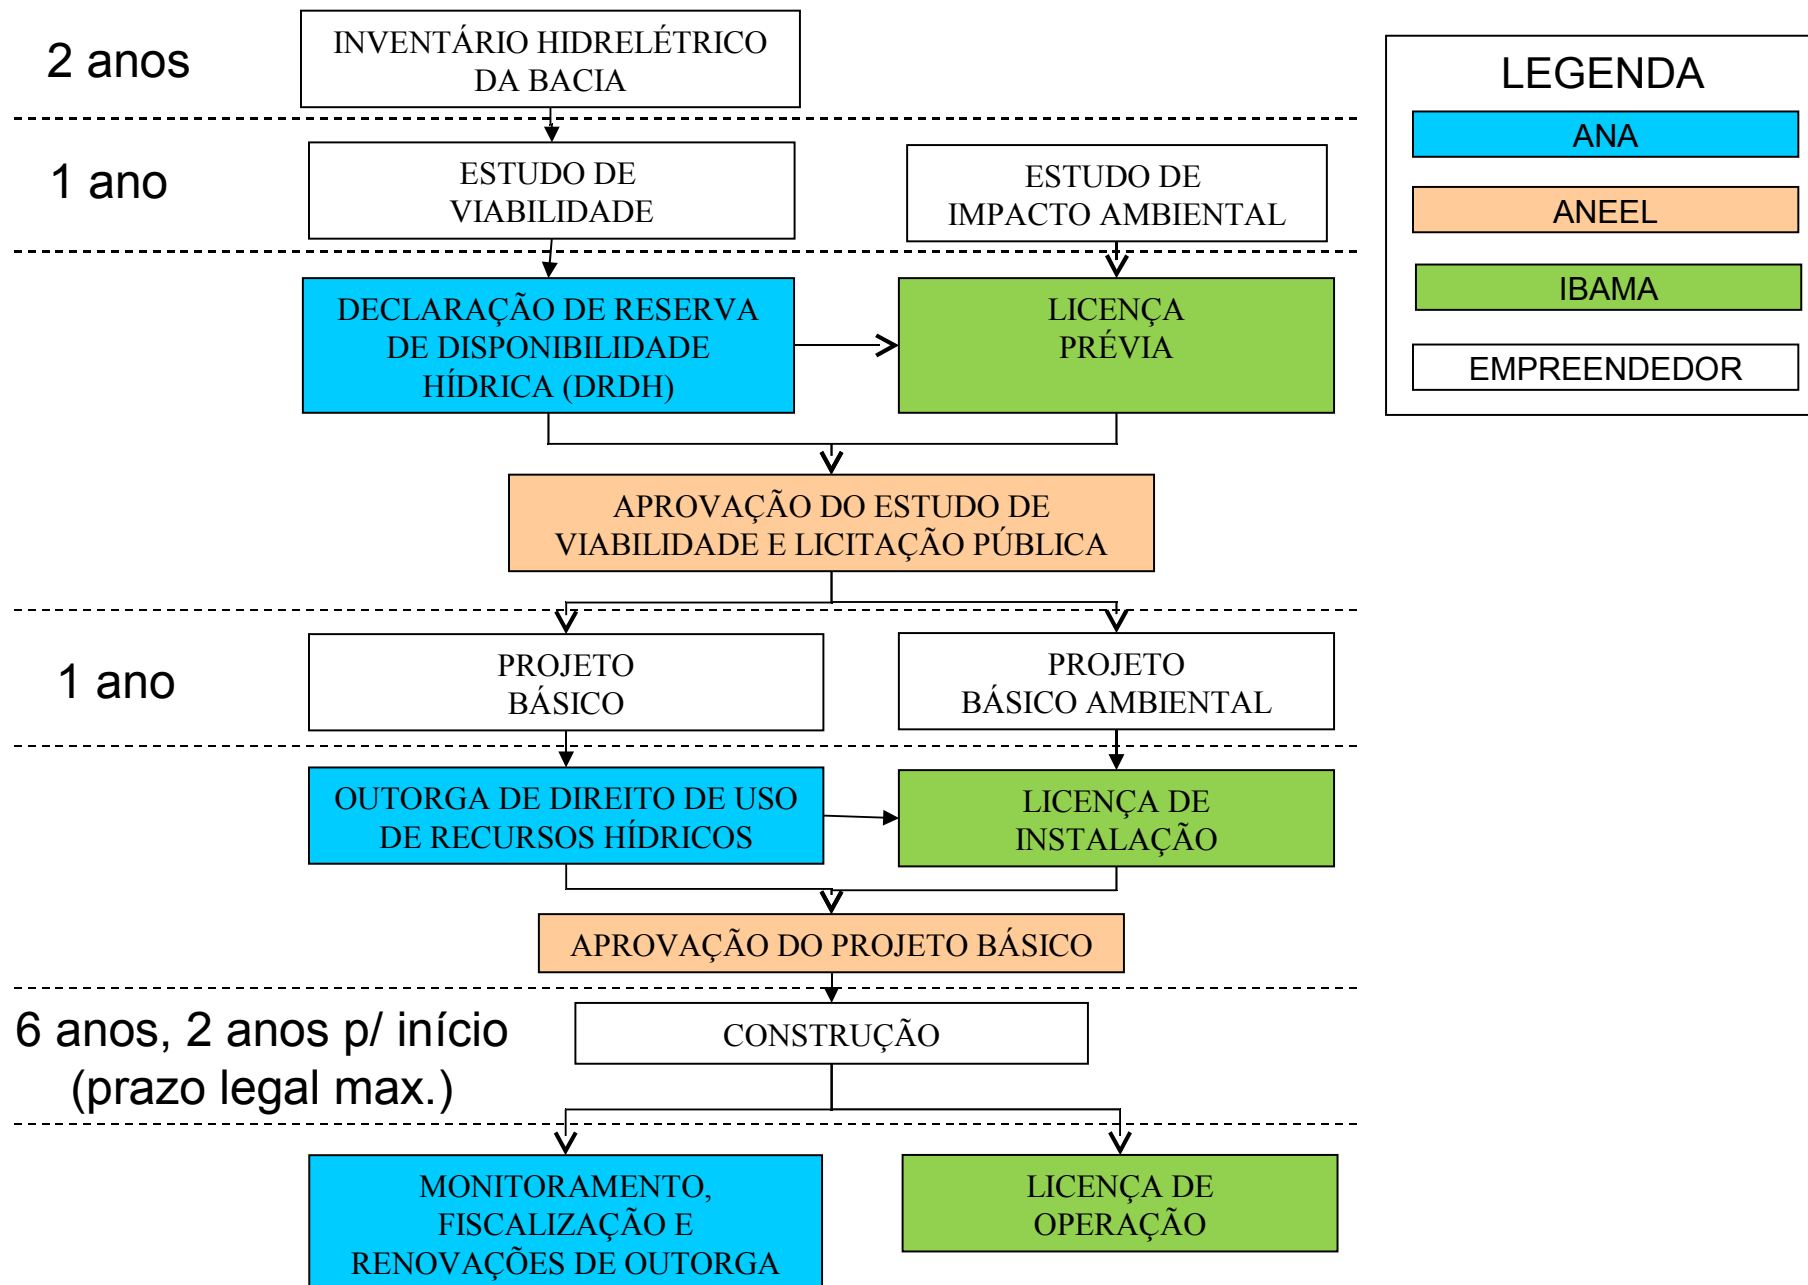 2 anos
INVENTÁRIO HIDRELÉTRICO
DA BACIA
LEGENDA
ANA
ANEEL
IBAMA
EMPREENDEDOR
1 ano
ESTUDO DE
VIABILIDADE
ESTUDO DE
IMPACTO AMBIENTAL
DECLARAÇÃO DE RESERVA
DE DISPONIBILIDADE
HÍDRICA (DRDH)
LICENÇA
PRÉVIA
APROVAÇÃO DO ESTUDO DE
VIABILIDADE E LICITAÇÃO PÚBLICA
1 ano
PROJETO
BÁSICO
PROJETO
BÁSICO AMBIENTAL
OUTORGA DE DIREITO DE USO
DE RECURSOS HÍDRICOS
LICENÇA DE
INSTALAÇÃO
APROVAÇÃO DO PROJETO BÁSICO
6 anos, 2 anos p/ início
(prazo legal max.)
CONSTRUÇÃO
MONITORAMENTO,
FISCALIZAÇÃO E
RENOVAÇÕES DE OUTORGA
LICENÇA DE
OPERAÇÃO